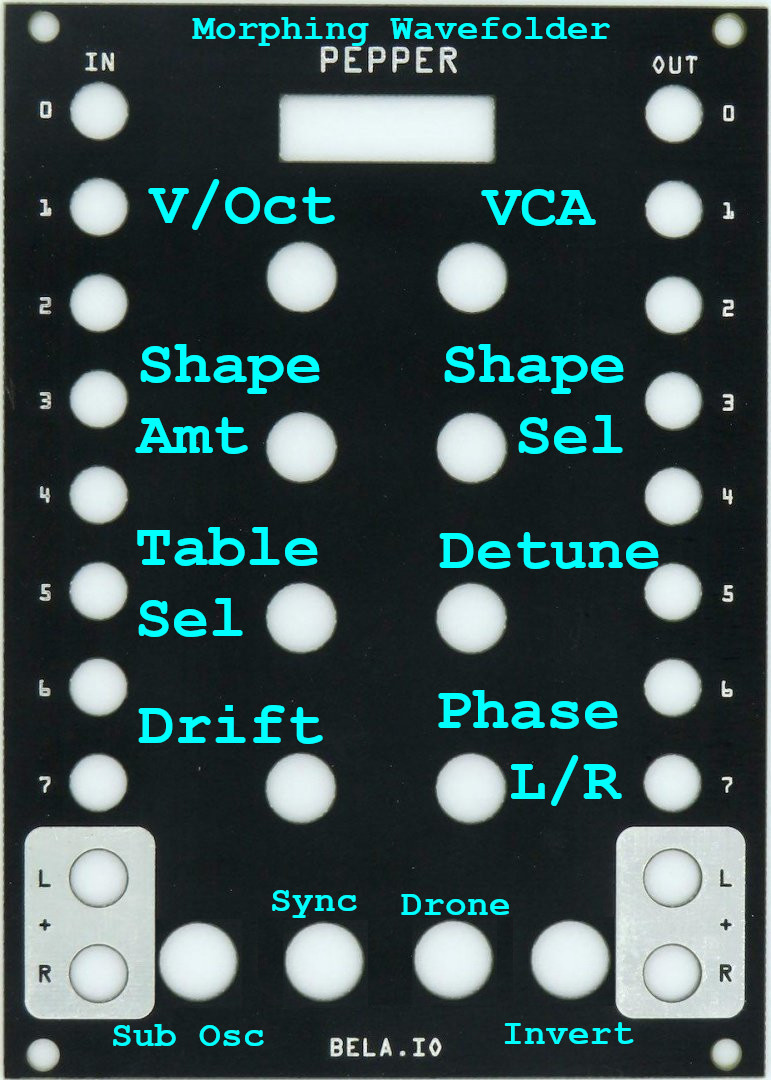 Morphing Wavefolder
PEPPER
IN
OUT
0
0
1
V/Oct
VCA
1
2
2
Shape
Amt
Shape
Sel
3
3
4
4
Table
Sel
Detune
5
5
6
6
Drift
Phase
L/R
7
7
L
+
R
L
+
R
Sync
Drone
Sub Osc
Invert
BELA.IO